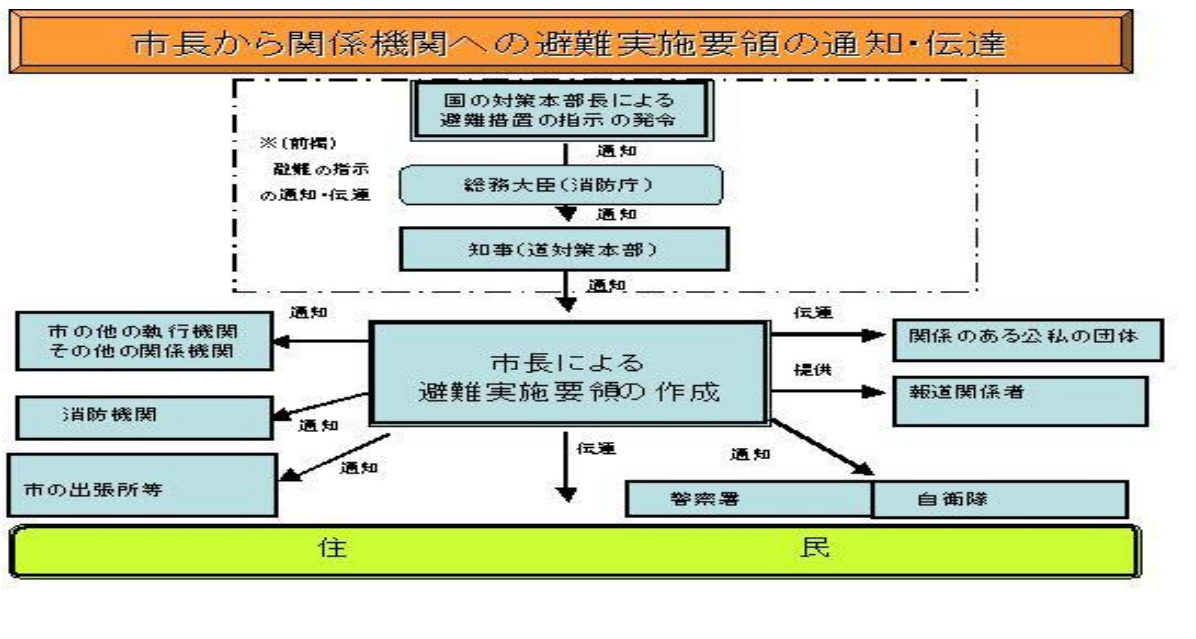 市長から関係機関への避難実施要領の通知・伝達
国の対策本部長による
避難措置の指示の発令
※(前掲)
避難の指示
の通知・伝達
通知
総務大臣(消防庁)
通知
知事(道対策本部)
通知
通知
市の他の執行機関
その他の関係機関
市長による
避難実施要領の作成
伝達
関係のある公私の団体
提供
報道関係者
消防機関
通知
市の出張所等
通知
伝達
通知
警察署
自衛隊
住民